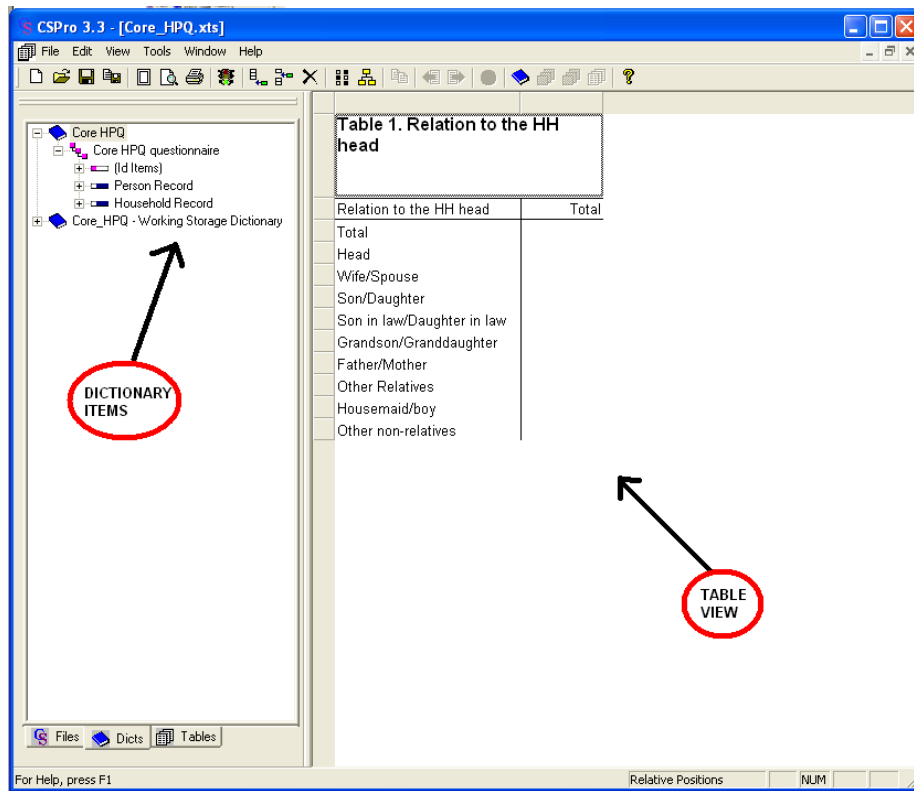 CSPro 3.3 - [Core_HPQ.xts]
File Edit View Tools Window Help
Core HPQ
Core HPQ questionnaire
(Id Items)
Person Record
Household Record
Core_HPQ - Working Storage Dictionary
DICTIONARY
ITEMS
Table 1. Relation to the HH
head
Relation to the HH head Total
Total
Head
Wife/Spouse
Son/Daughter
Son in law/Daughter in law
Grandson/Granddaughter
Father/Mother
Other Relatives
Housemaid/boy
Other non-relatives
TABLE
VIEW
Files Dicts Tables
For Help, press F1 Relative Positions NUM